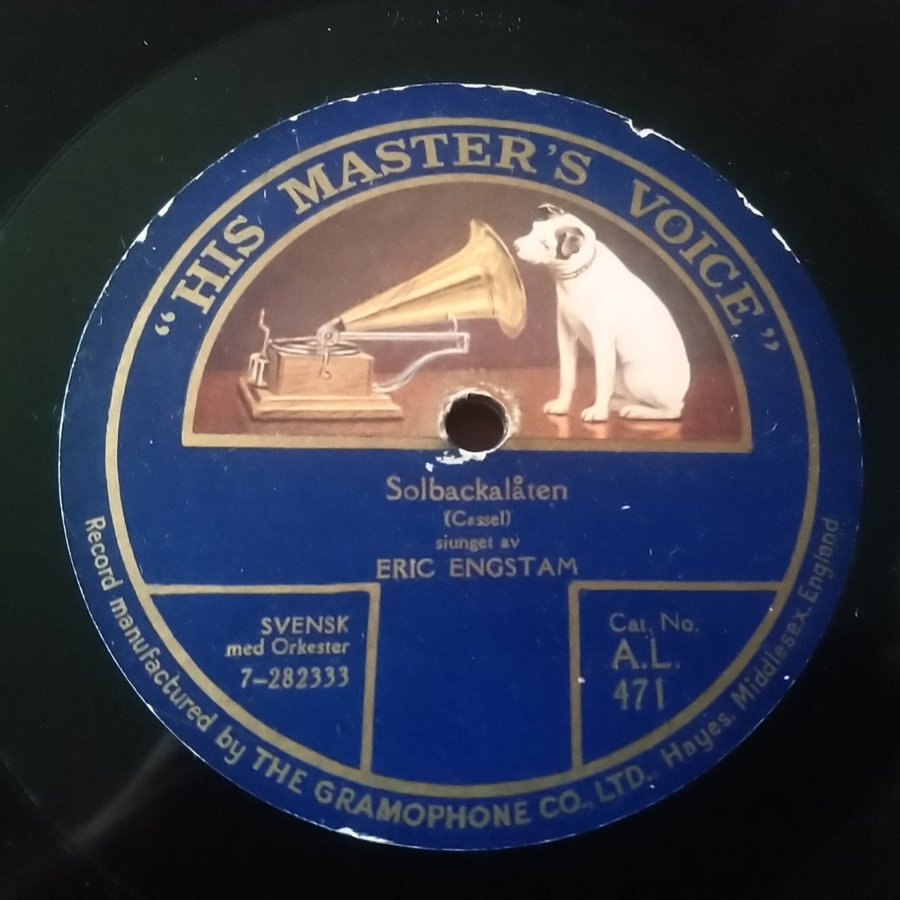 “HIS MASTER'S VOICE”
Solbackalåten
(Cassel)
sjunget av
ERIC ENGSTAM
SVENSK
med Orkester
7-282333
Cat. No.
A.L.
471
Record manufactured by THE GRAMOPHONE CO., LTD., Hayes, Middlesex, England